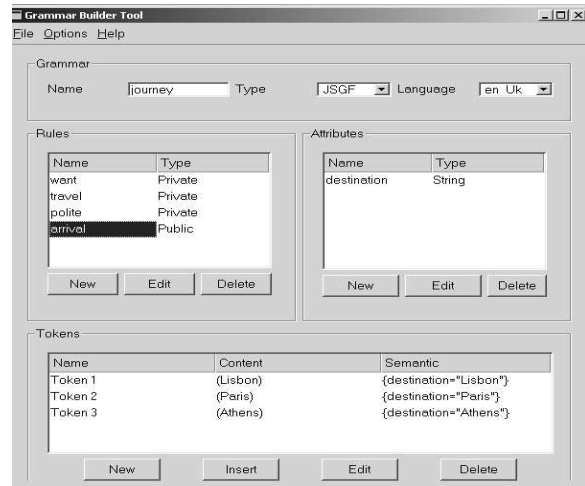 Grammar Builder Tool
File Options Help
Grammar
Name journey Type JSGF Language en Uk
Rules
Name Type
want Private
travel Private
polite Private
arrival Public
New Edit Delete
Attributes
Name Type
destination String
New Edit Delete
Tokens
Name Content Semantic
Token 1 (Lisbon) {destination="Lisbon"}
Token 2 (Paris) {destination="Paris"}
Token 3 (Athens) {destination="Athens"}
New Insert Edit Delete